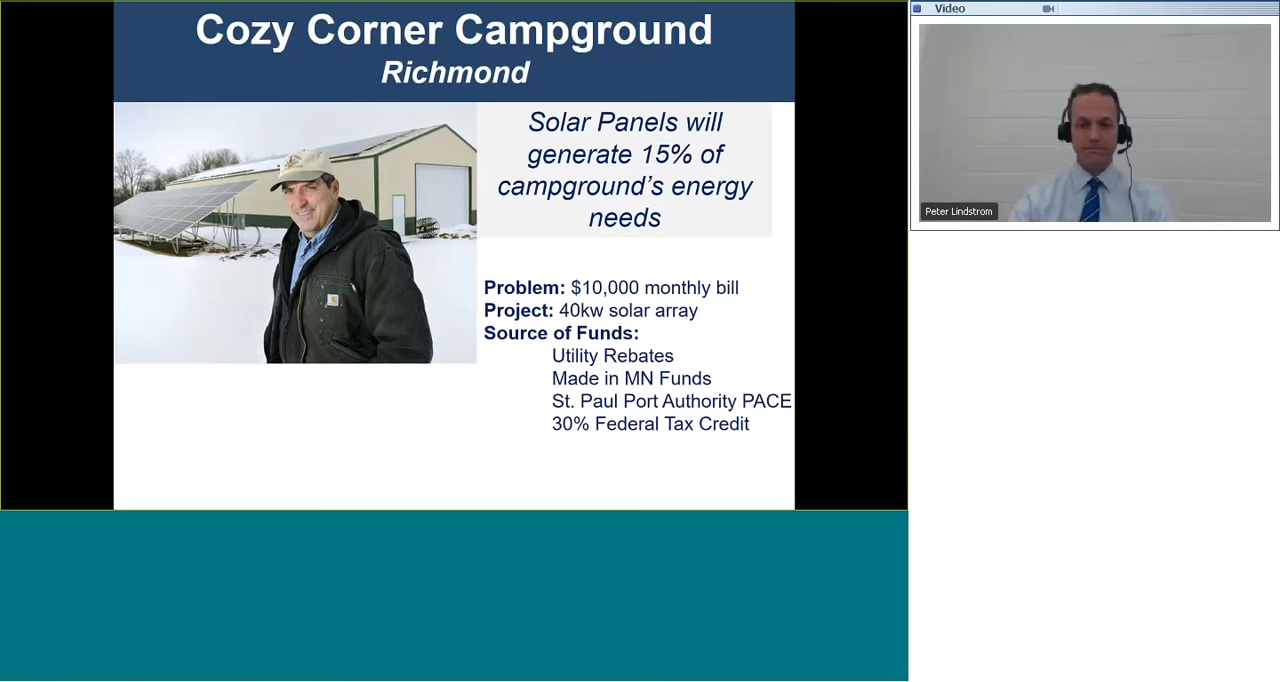 Cozy Corner Campground
Richmond
Solar Panels will
generate 15% of
campground's energy
needs
Problem: $10,000 monthly bill
Project: 40kw solar array
Source of Funds:
Utility Rebates
Made in MN Funds
St. Paul Port Authority PACE
30% Federal Tax Credit
Video
Peter Lindstrom